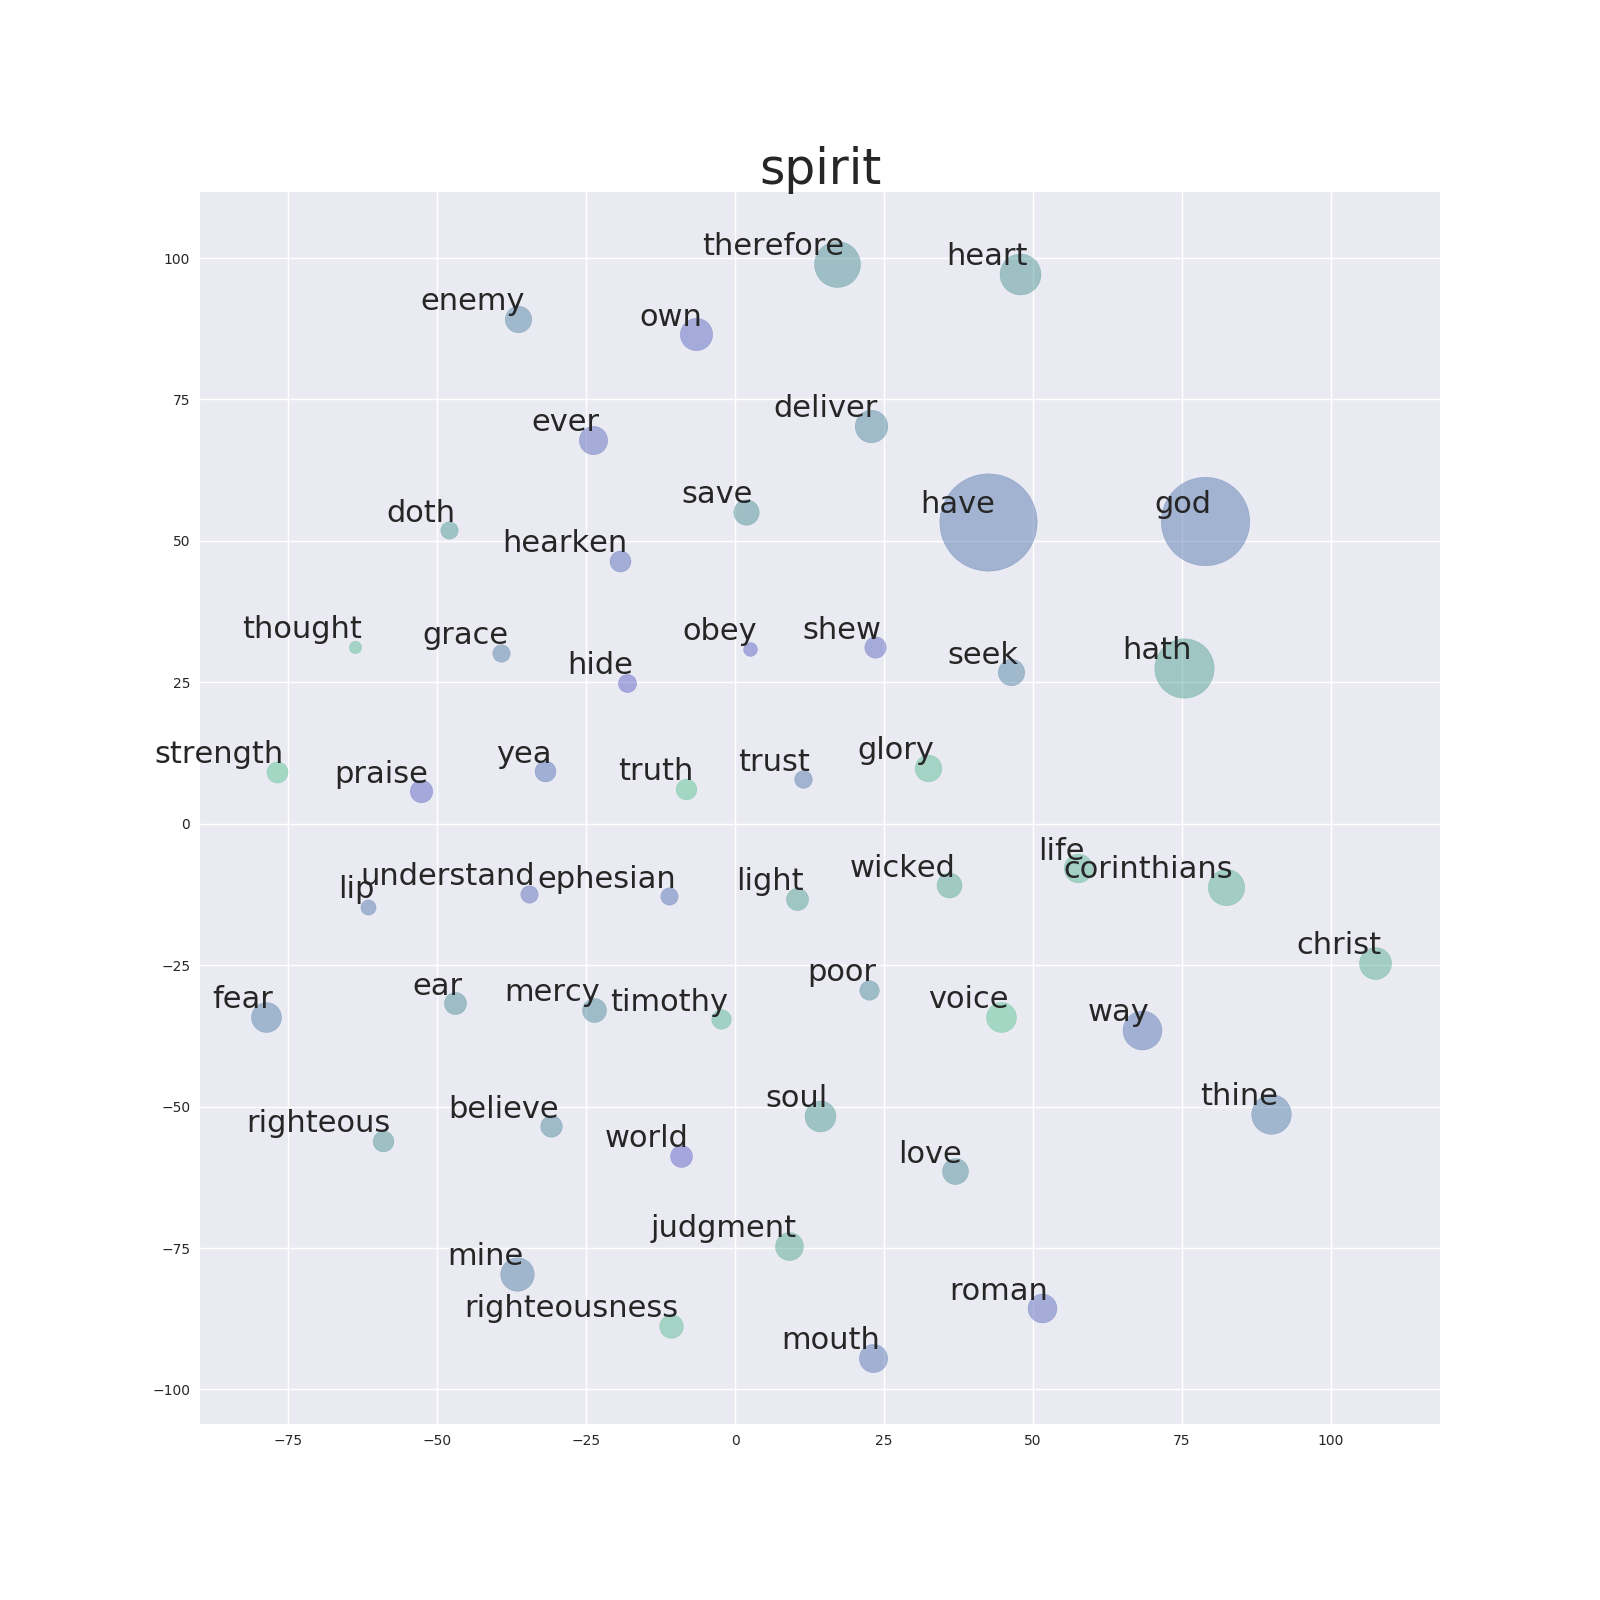 spirit
therefore
heart
enemy
own
deliver
ever
have
god
save
doth
hearken
thought
grace
obey
shew
hide
seek
hath
strength
praise
yea
truth
trust
glory
life
wicked
corinthians
understand
ephesian
light
lip
christ
poor
fear
ear
mercy
timothy
voice
way
soul
thine
believe
righteous
world
love
judgment
mine
roman
righteousness
mouth
100
75
50
25
0
−25
−50
−75
−100
−75
−50
−25
0
25
50
75
100